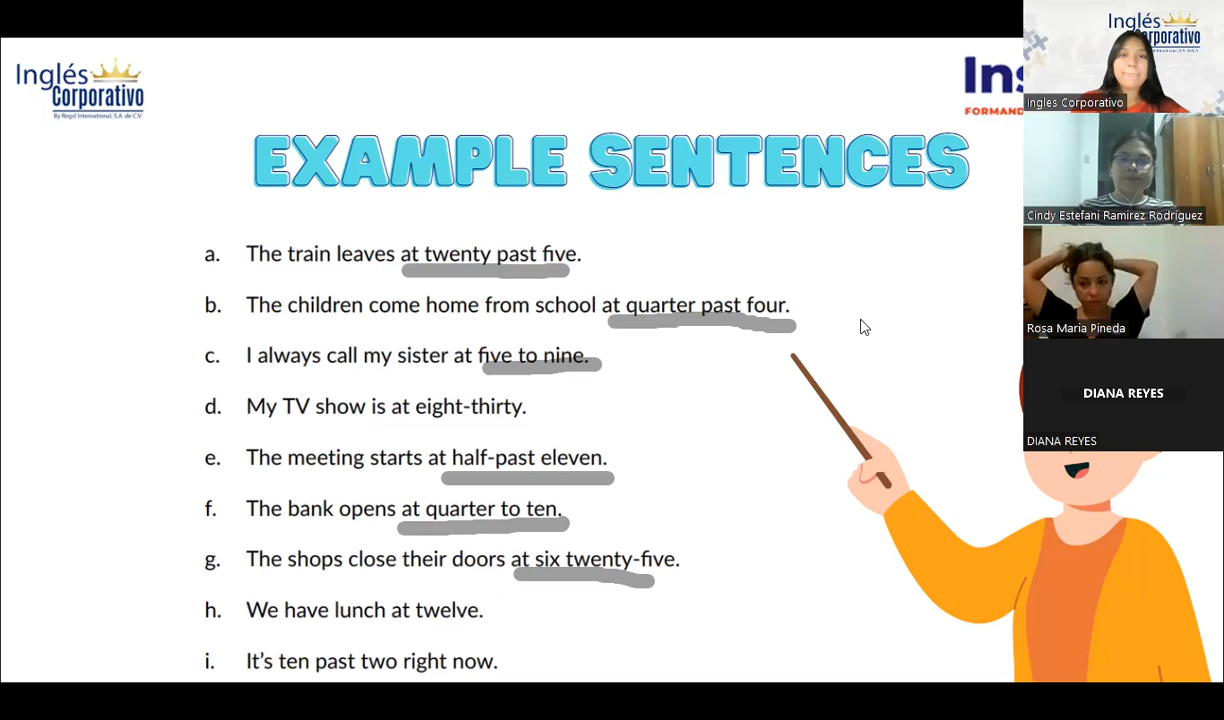 Inglés
Corporativo
By Regal International, S.A. de C.V.
FORMAND
EXAMPLE SENTENCES
a. The train leaves at twenty past five.
b. The children come home from school at quarter past four.
c. I always call my sister at five to nine.
d. My TV show is at eight-thirty.
e. The meeting starts at half-past eleven.
f. The bank opens at quarter to ten.
g. The shops close their doors at six twenty-five.
h. We have lunch at twelve.
i. It's ten past two right now.
Inglés
Corporativo
Ingles Corporativo
Cindy Estefani Ramirez Rodriguez
Rosa Maria Pineda
DIANA REYES
DIANA REYES